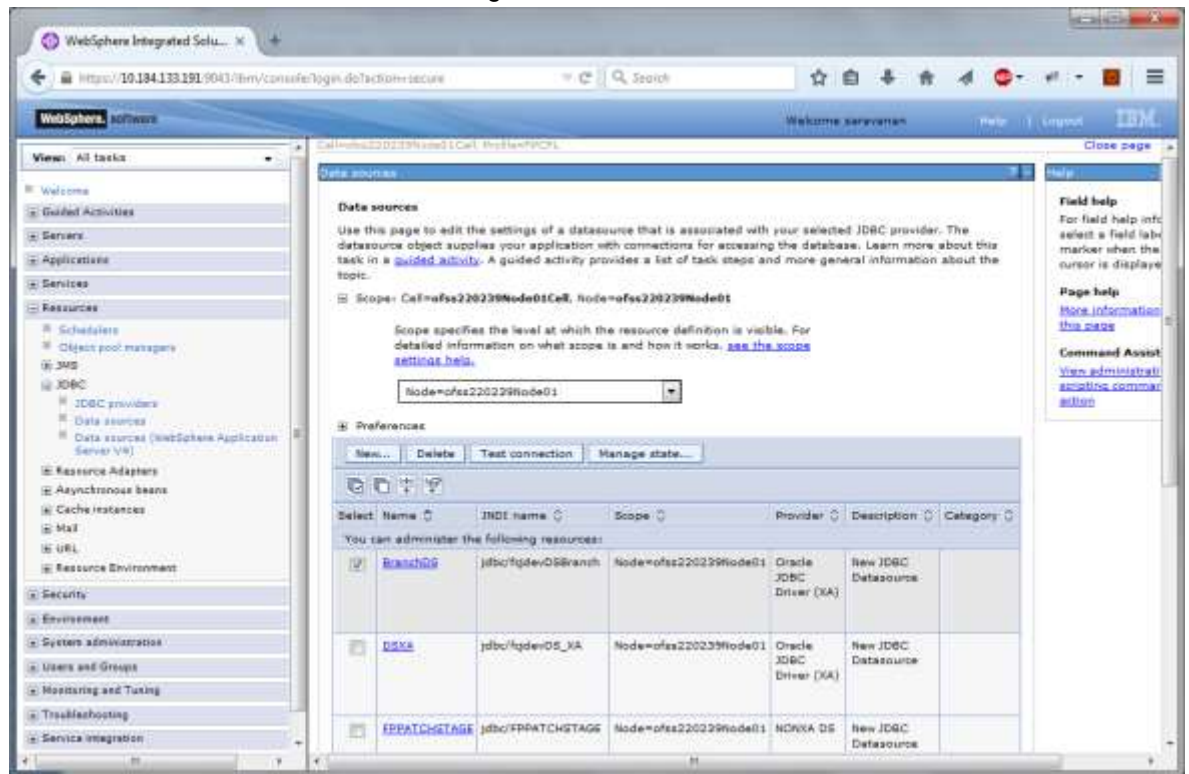 WebSphere Integrated Solu... ×
https://10.184.133.191:9043/ibm/console/login.do?action=secure
Search
WebSphere. software
Welcome saravanan
Help | Logout
IBM.
View: All tasks
Welcome
Guided Activities
Servers
Applications
Services
Resources
Schedulers
Object pool managers
JMS
JDBC
JDBC providers
Data sources
Data sources (WebSphere Application
Server V4)
Resource Adapters
Asynchronous beans
Cache instances
Mail
URL
Resource Environment
Security
Environment
System administration
Users and Groups
Monitoring and Tuning
Troubleshooting
Service integration
Close page
Data sources
Data sources
Use this page to edit the settings of a datasource that is associated with your selected JDBC provider. The
datasource object supplies your application with connections for accessing the database. Learn more about this
task in a guided activity. A guided activity provides a list of task steps and more general information about the
topic.
Scope: Cell=ofss220239Node01Cell, Node=ofss220239Node01
Scope specifies the level at which the resource definition is visible. For
detailed information on what scope is and how it works, see the scope
settings help.
Node=ofss220239Node01
Preferences
New... Delete Test connection Manage state...
Select Name JNDI name Scope Provider Description Category
You can administer the following resources:
BranchDS jdbc/fqdevDSBranch Node=ofss220239Node01 Oracle JDBC Driver (XA) New JDBC Datasource
DSXA jdbc/fqdevDS_XA Node=ofss220239Node01 Oracle JDBC Driver (XA) New JDBC Datasource
FPPATCHSTAGE jdbc/FPPATCHSTAGE Node=ofss220239Node01 NONXA DS New JDBC Datasource
Help
Field help
For field help info
select a field labe
marker when the
cursor is displaye
Page help
More information
this page
Command Assist
View administrati
scripting comman
action